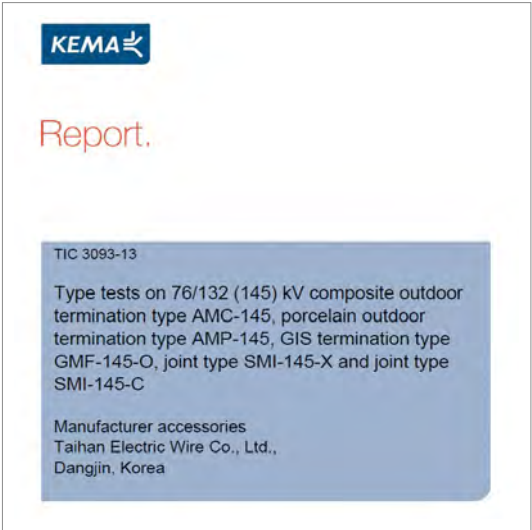 KEMA
Report.
TIC 3093-13
Type tests on 76/132 (145) kV composite outdoor
termination type AMC-145, porcelain outdoor
termination type AMP-145, GIS termination type
GMF-145-O, joint type SMI-145-X and joint type
SMI-145-C
Manufacturer accessories
Taihan Electric Wire Co., Ltd.,
Dangjin, Korea